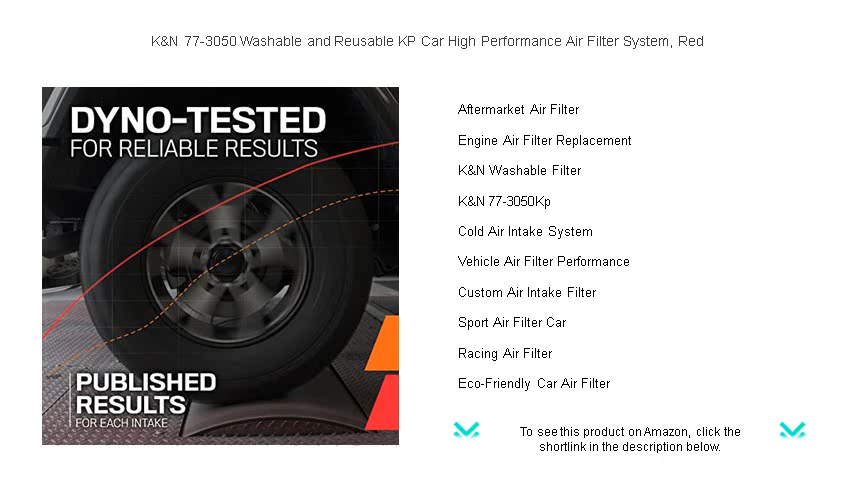 K&N 77-3050 Washable and Reusable KP Car High Performance Air Filter System, Red
DYNO-TESTED
FOR RELIABLE RESULTS
PUBLISHED
RESULTS
FOR EACH INTAKE
Aftermarket Air Filter
Engine Air Filter Replacement
K&N Washable Filter
K&N 77-3050Kp
Cold Air Intake System
Vehicle Air Filter Performance
Custom Air Intake Filter
Sport Air Filter Car
Racing Air Filter
Eco-Friendly Car Air Filter
To see this product on Amazon, click the
shortlink in the description below.